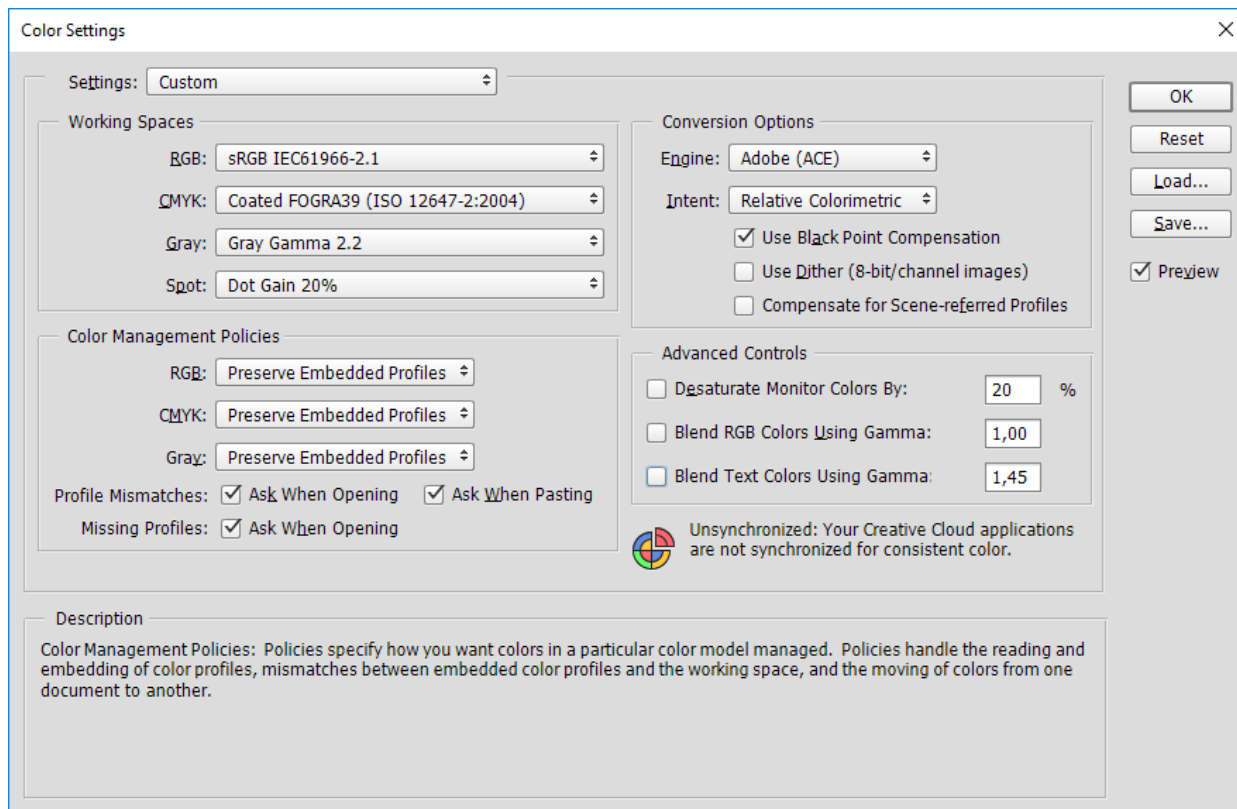 Color Settings
Settings: Custom
Working Spaces
RGB: sRGB IEC61966-2.1
CMYK: Coated FOGRA39 (ISO 12647-2:2004)
Gray: Gray Gamma 2.2
Spot: Dot Gain 20%
Color Management Policies
RGB: Preserve Embedded Profiles
CMYK: Preserve Embedded Profiles
Gray: Preserve Embedded Profiles
Profile Mismatches: Ask When Opening Ask When Pasting
Missing Profiles: Ask When Opening
Conversion Options
Engine: Adobe (ACE)
Intent: Relative Colorimetric
Use Black Point Compensation
Use Dither (8-bit/channel images)
Compensate for Scene-referred Profiles
Advanced Controls
Desaturate Monitor Colors By: 20 %
Blend RGB Colors Using Gamma: 1,00
Blend Text Colors Using Gamma: 1,45
Unsynchronized: Your Creative Cloud applications
are not synchronized for consistent color.
OK
Reset
Load...
Save...
Preview
Description
Color Management Policies: Policies specify how you want colors in a particular color model managed. Policies handle the reading and
embedding of color profiles, mismatches between embedded color profiles and the working space, and the moving of colors from one
document to another.